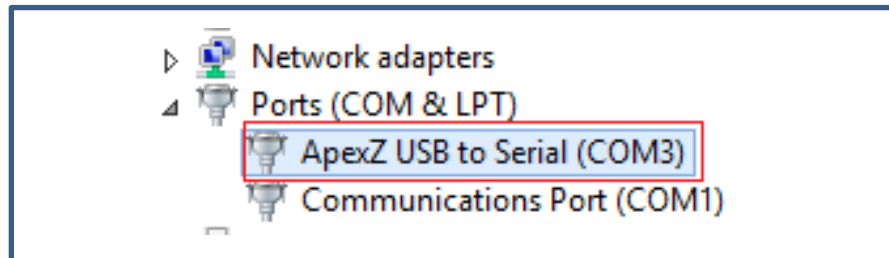 Network adapters
Ports (COM & LPT)
ApexZ USB to Serial (COM3)
Communications Port (COM1)